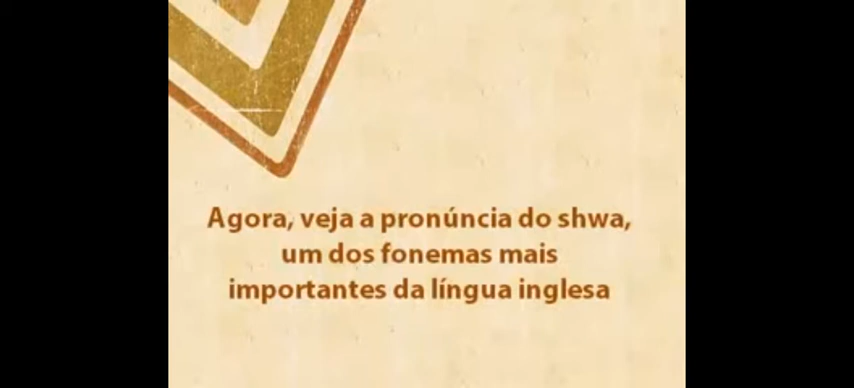 Agora, veja a pronúncia do shwa,
um dos fonemas mais
importantes da língua inglesa